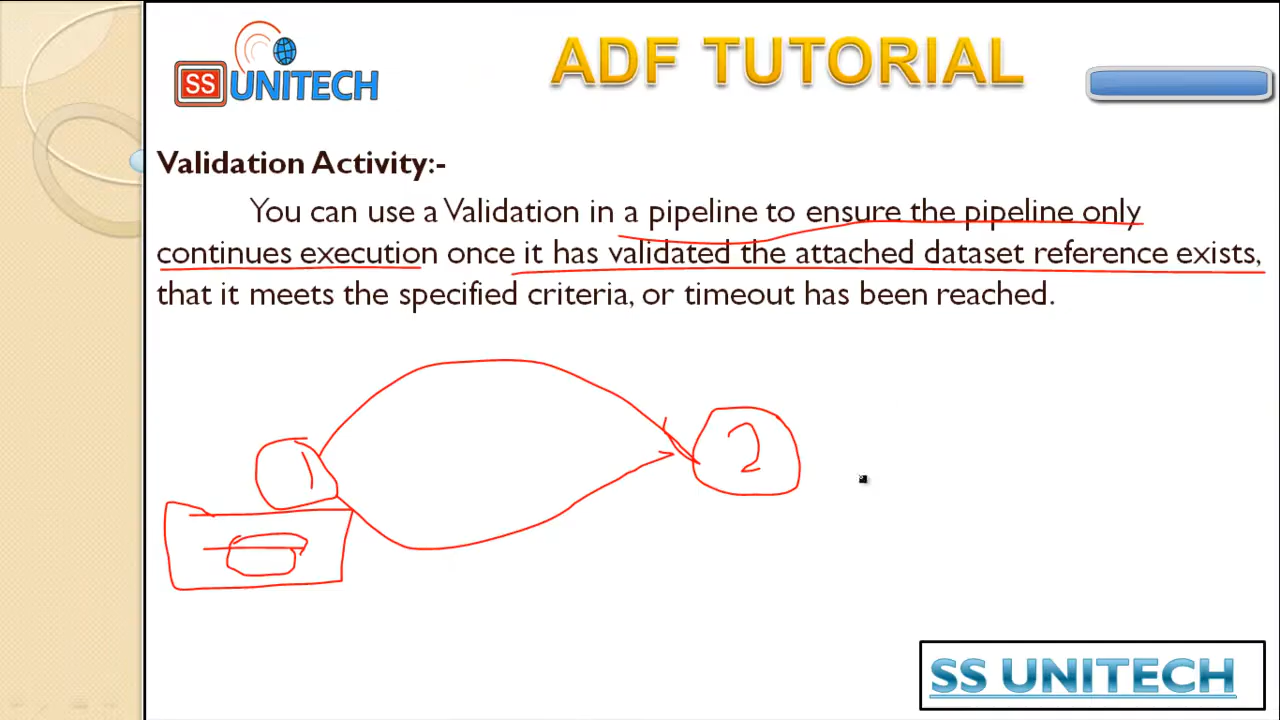 SS UNITECH
ADF TUTORIAL
Validation Activity:-
You can use a Validation in a pipeline to ensure the pipeline only
continues execution once it has validated the attached dataset reference exists,
that it meets the specified criteria, or timeout has been reached.
1
2
SS UNITECH